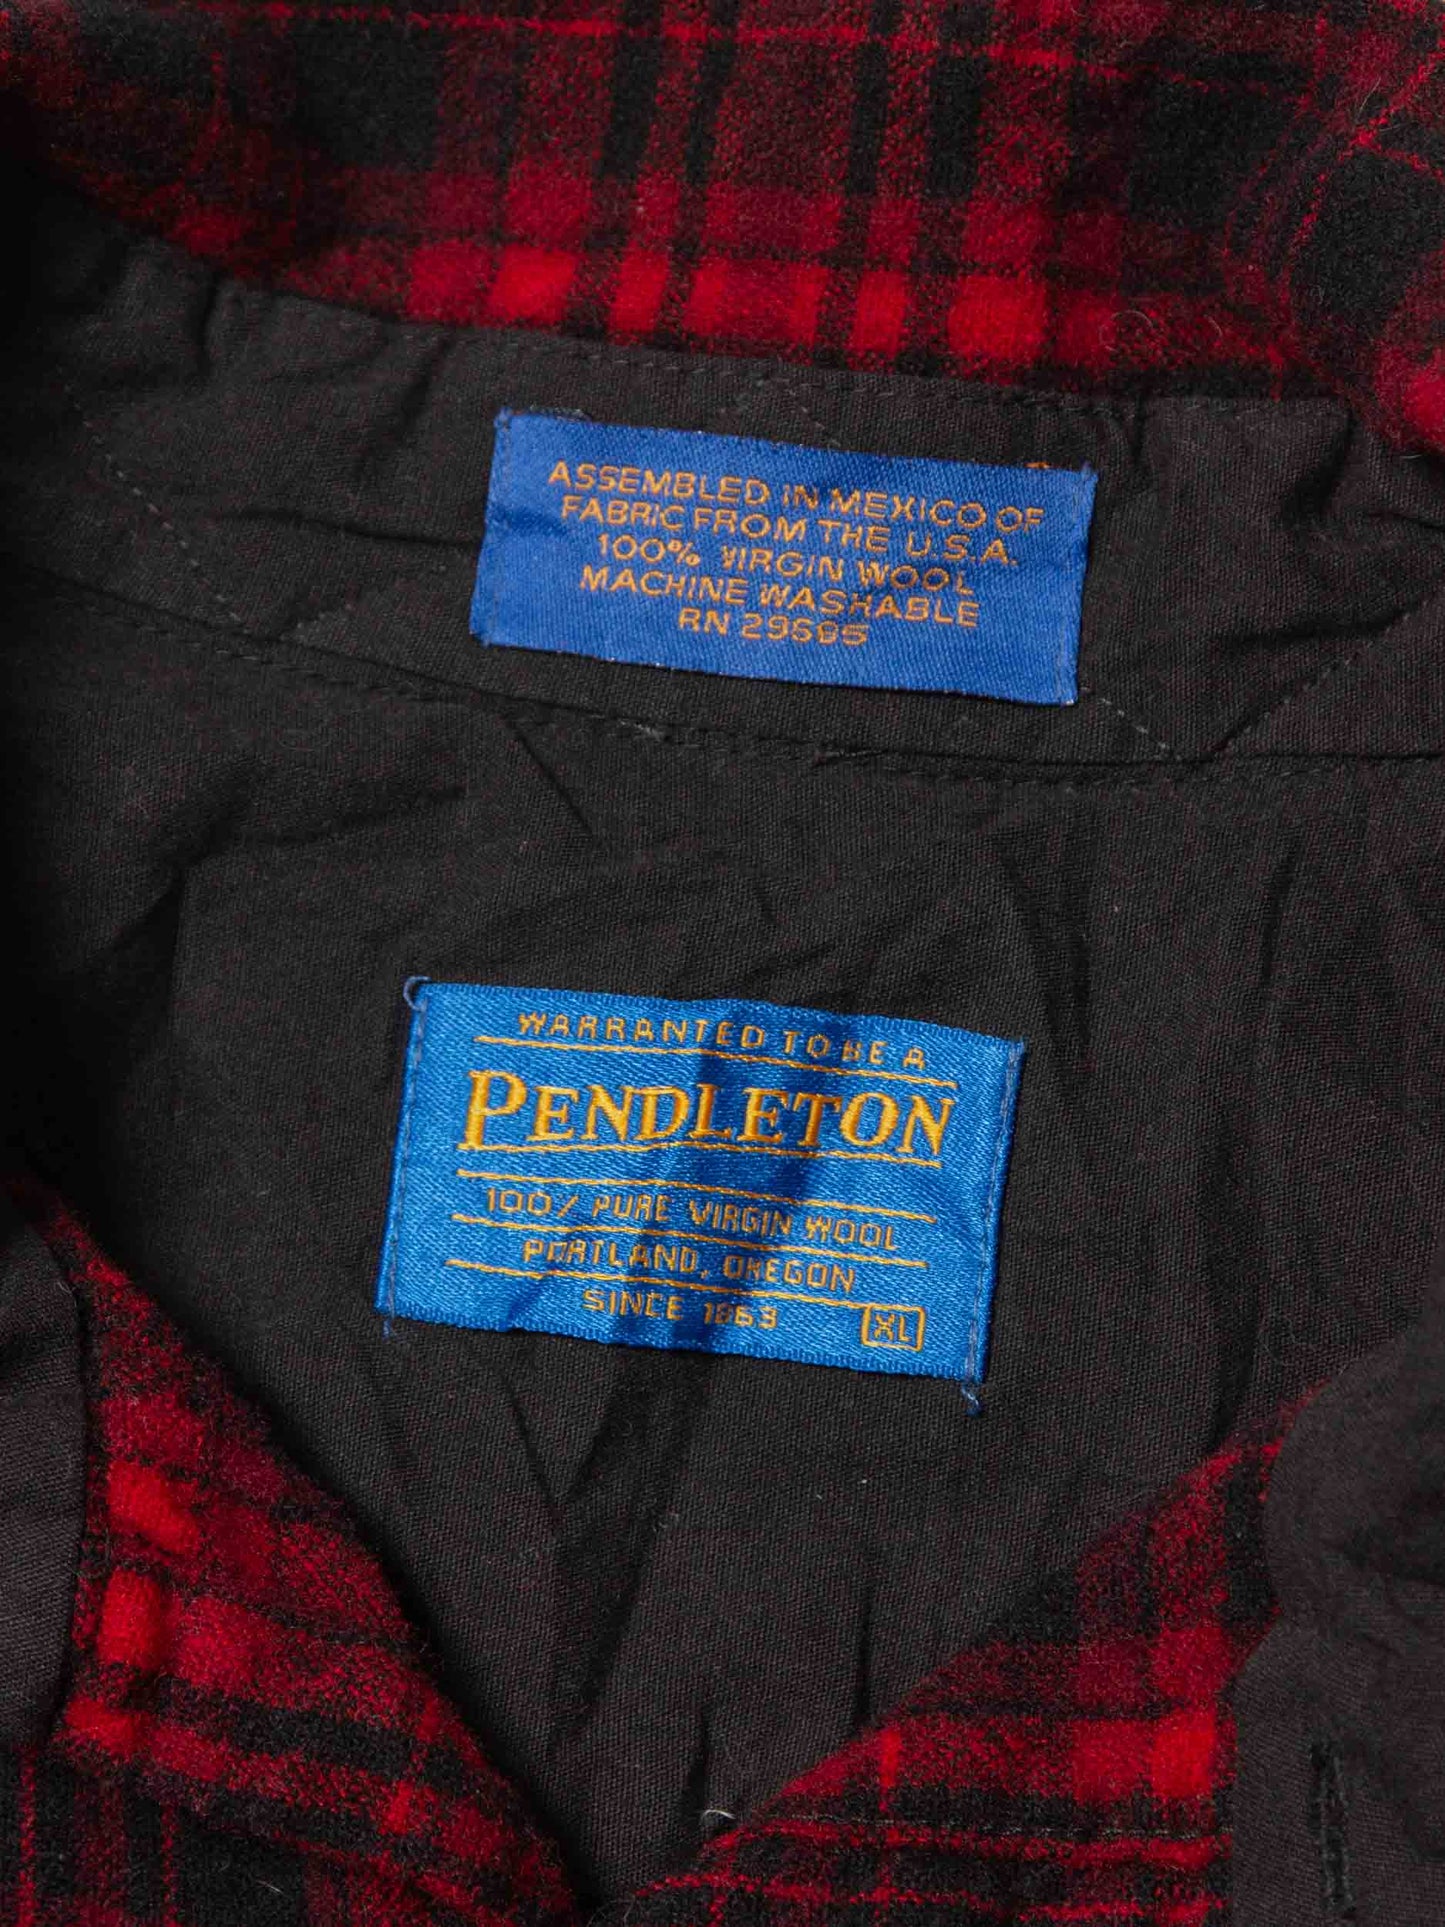 ASSEMBLED IN MEXICO OF
FABRIC FROM THE U.S.A.
100% VIRGIN WOOL
MACHINE WASHABLE
RN 29685
WARRANTED TO BE A
PENDLETON
100% PURE VIRGIN WOOL
PORTLAND, OREGON
SINCE 1863
XL